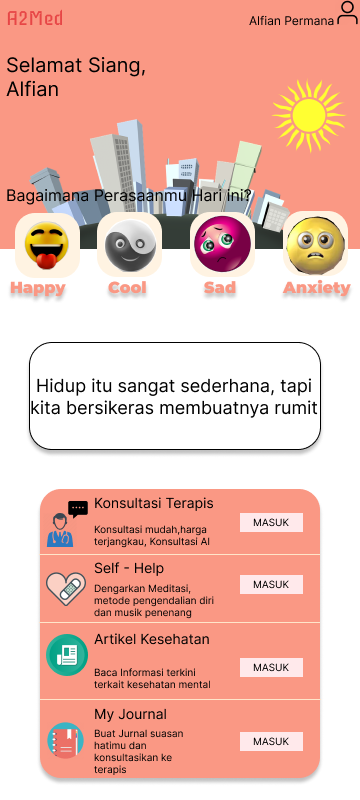 A2Med
Alfian Permana
Selamat Siang,
Alfian
Bagaimana Perasaanmu Hari ini?
Happy
Cool
Sad
Anxiety
Hidup itu sangat sederhana, tapi
kita bersikeras membuatnya rumit
Konsultasi Terapis
Konsultasi mudah,harga
terjangkau, Konsultasi AI
MASUK
Self - Help
Dengarkan Meditasi,
metode pengendalian diri
dan musik penenang
MASUK
Artikel Kesehatan
Baca Informasi terkini
terkait kesehatan mental
MASUK
My Journal
Buat Jurnal suasan
hatimu dan
konsultasikan ke
terapis
MASUK